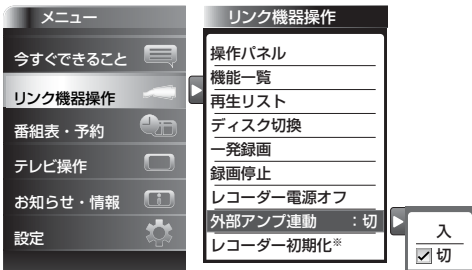 メニュー
今すぐできること
リンク機器操作
番組表・予約
テレビ操作
お知らせ・情報
設定
リンク機器操作
操作パネル
機能一覧
再生リスト
ディスク切換
一発録画
録画停止
レコーダー電源オフ
外部アンプ連動 ：切
レコーダー初期化※
入
切